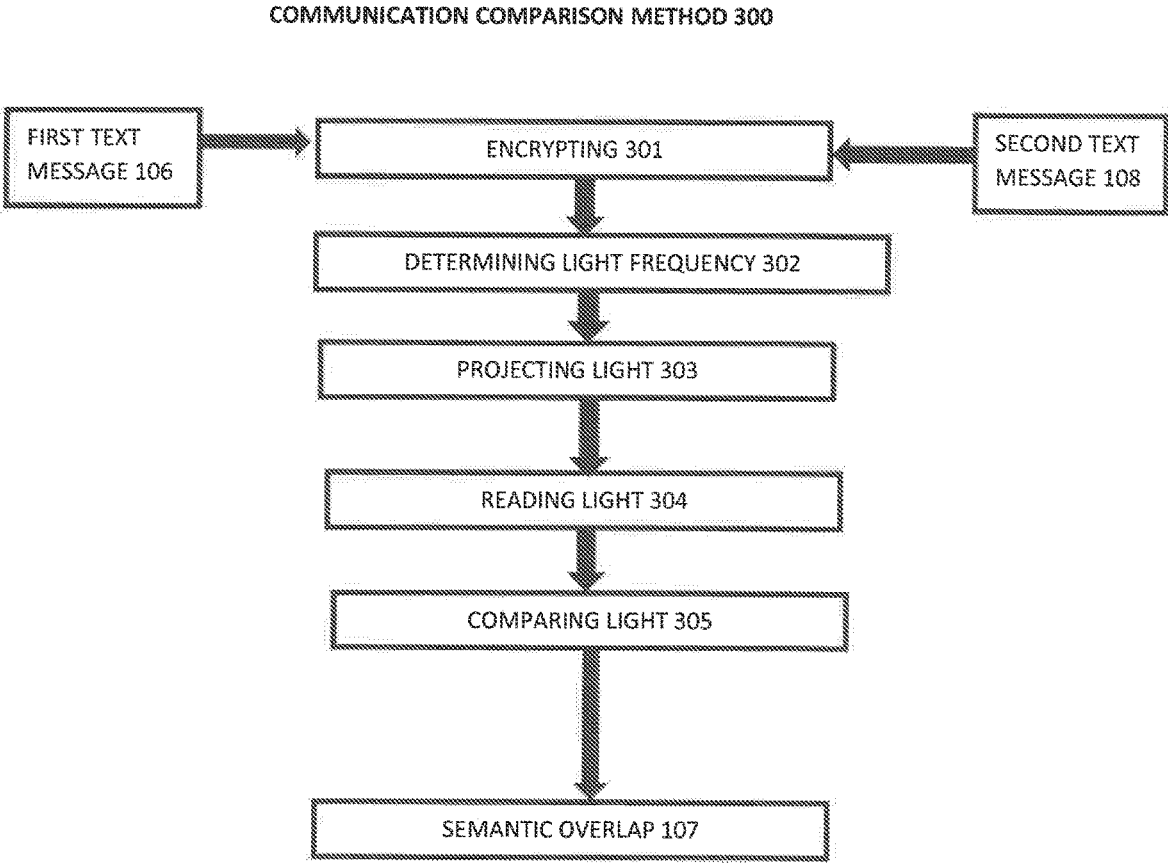 COMMUNICATION COMPARISON METHOD 300
FIRST TEXT
MESSAGE 106
ENCRYPTING 301
SECOND TEXT
MESSAGE 108
DETERMINING LIGHT FREQUENCY 302
PROJECTING LIGHT 303
READING LIGHT 304
COMPARING LIGHT 305
SEMANTIC OVERLAP 107